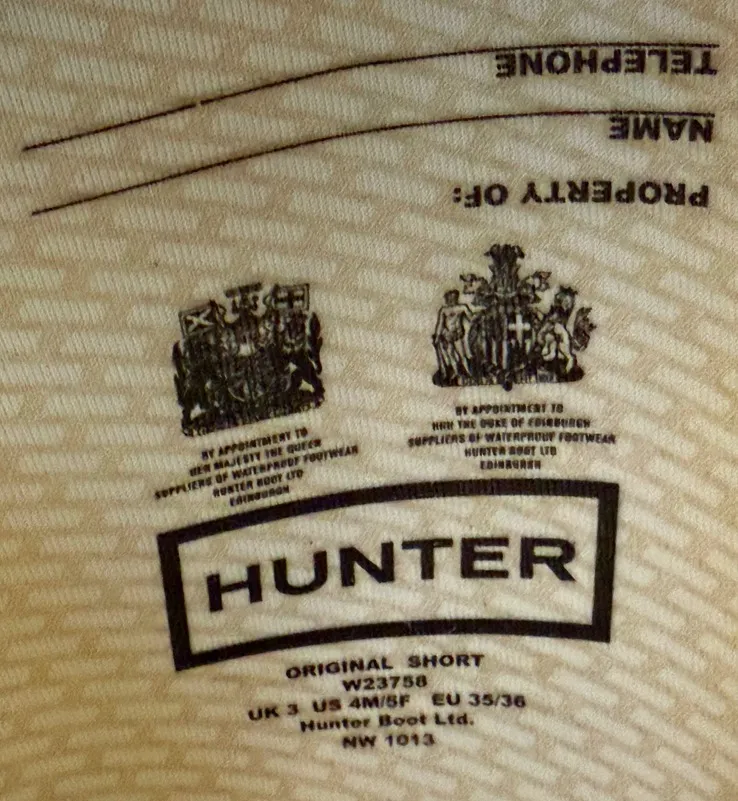 TELEPHONE
NAME
PROPERTY OF:
BY APPOINTMENT TO
HER MAJESTY THE QUEEN
SUPPLIERS OF WATERPROOF FOOTWEAR
HUNTER BOOT LTD
EDINBURGH
BY APPOINTMENT TO
HRH THE DUKE OF EDINBURGH
SUPPLIERS OF WATERPROOF FOOTWEAR
HUNTER BOOT LTD
EDINBURGH
HUNTER
ORIGINAL SHORT
W23758
UK 3 US 4M/5F EU 35/36
Hunter Boot Ltd.
NW 1013